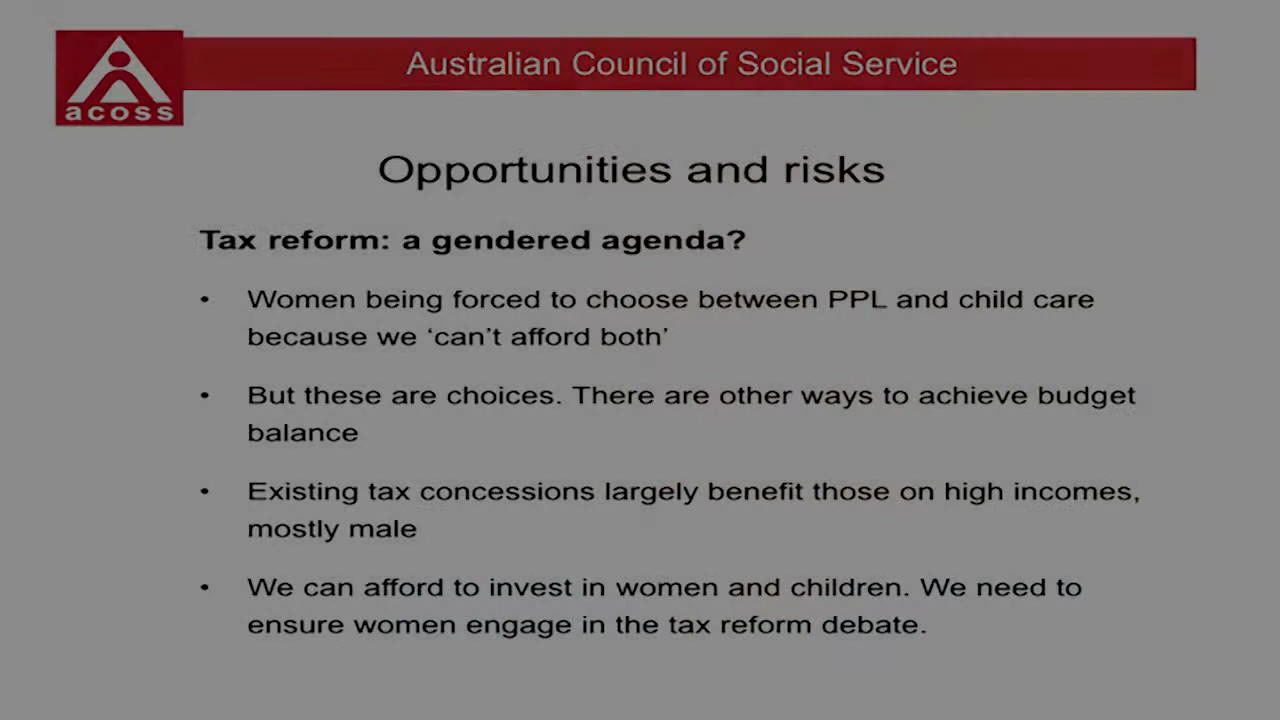 Australian Council of Social Service
acoss
Opportunities and risks
Tax reform: a gendered agenda?
• Women being forced to choose between PPL and child care
because we ‘can’t afford both’
• But these are choices. There are other ways to achieve budget
balance
• Existing tax concessions largely benefit those on high incomes,
mostly male
• We can afford to invest in women and children. We need to
ensure women engage in the tax reform debate.